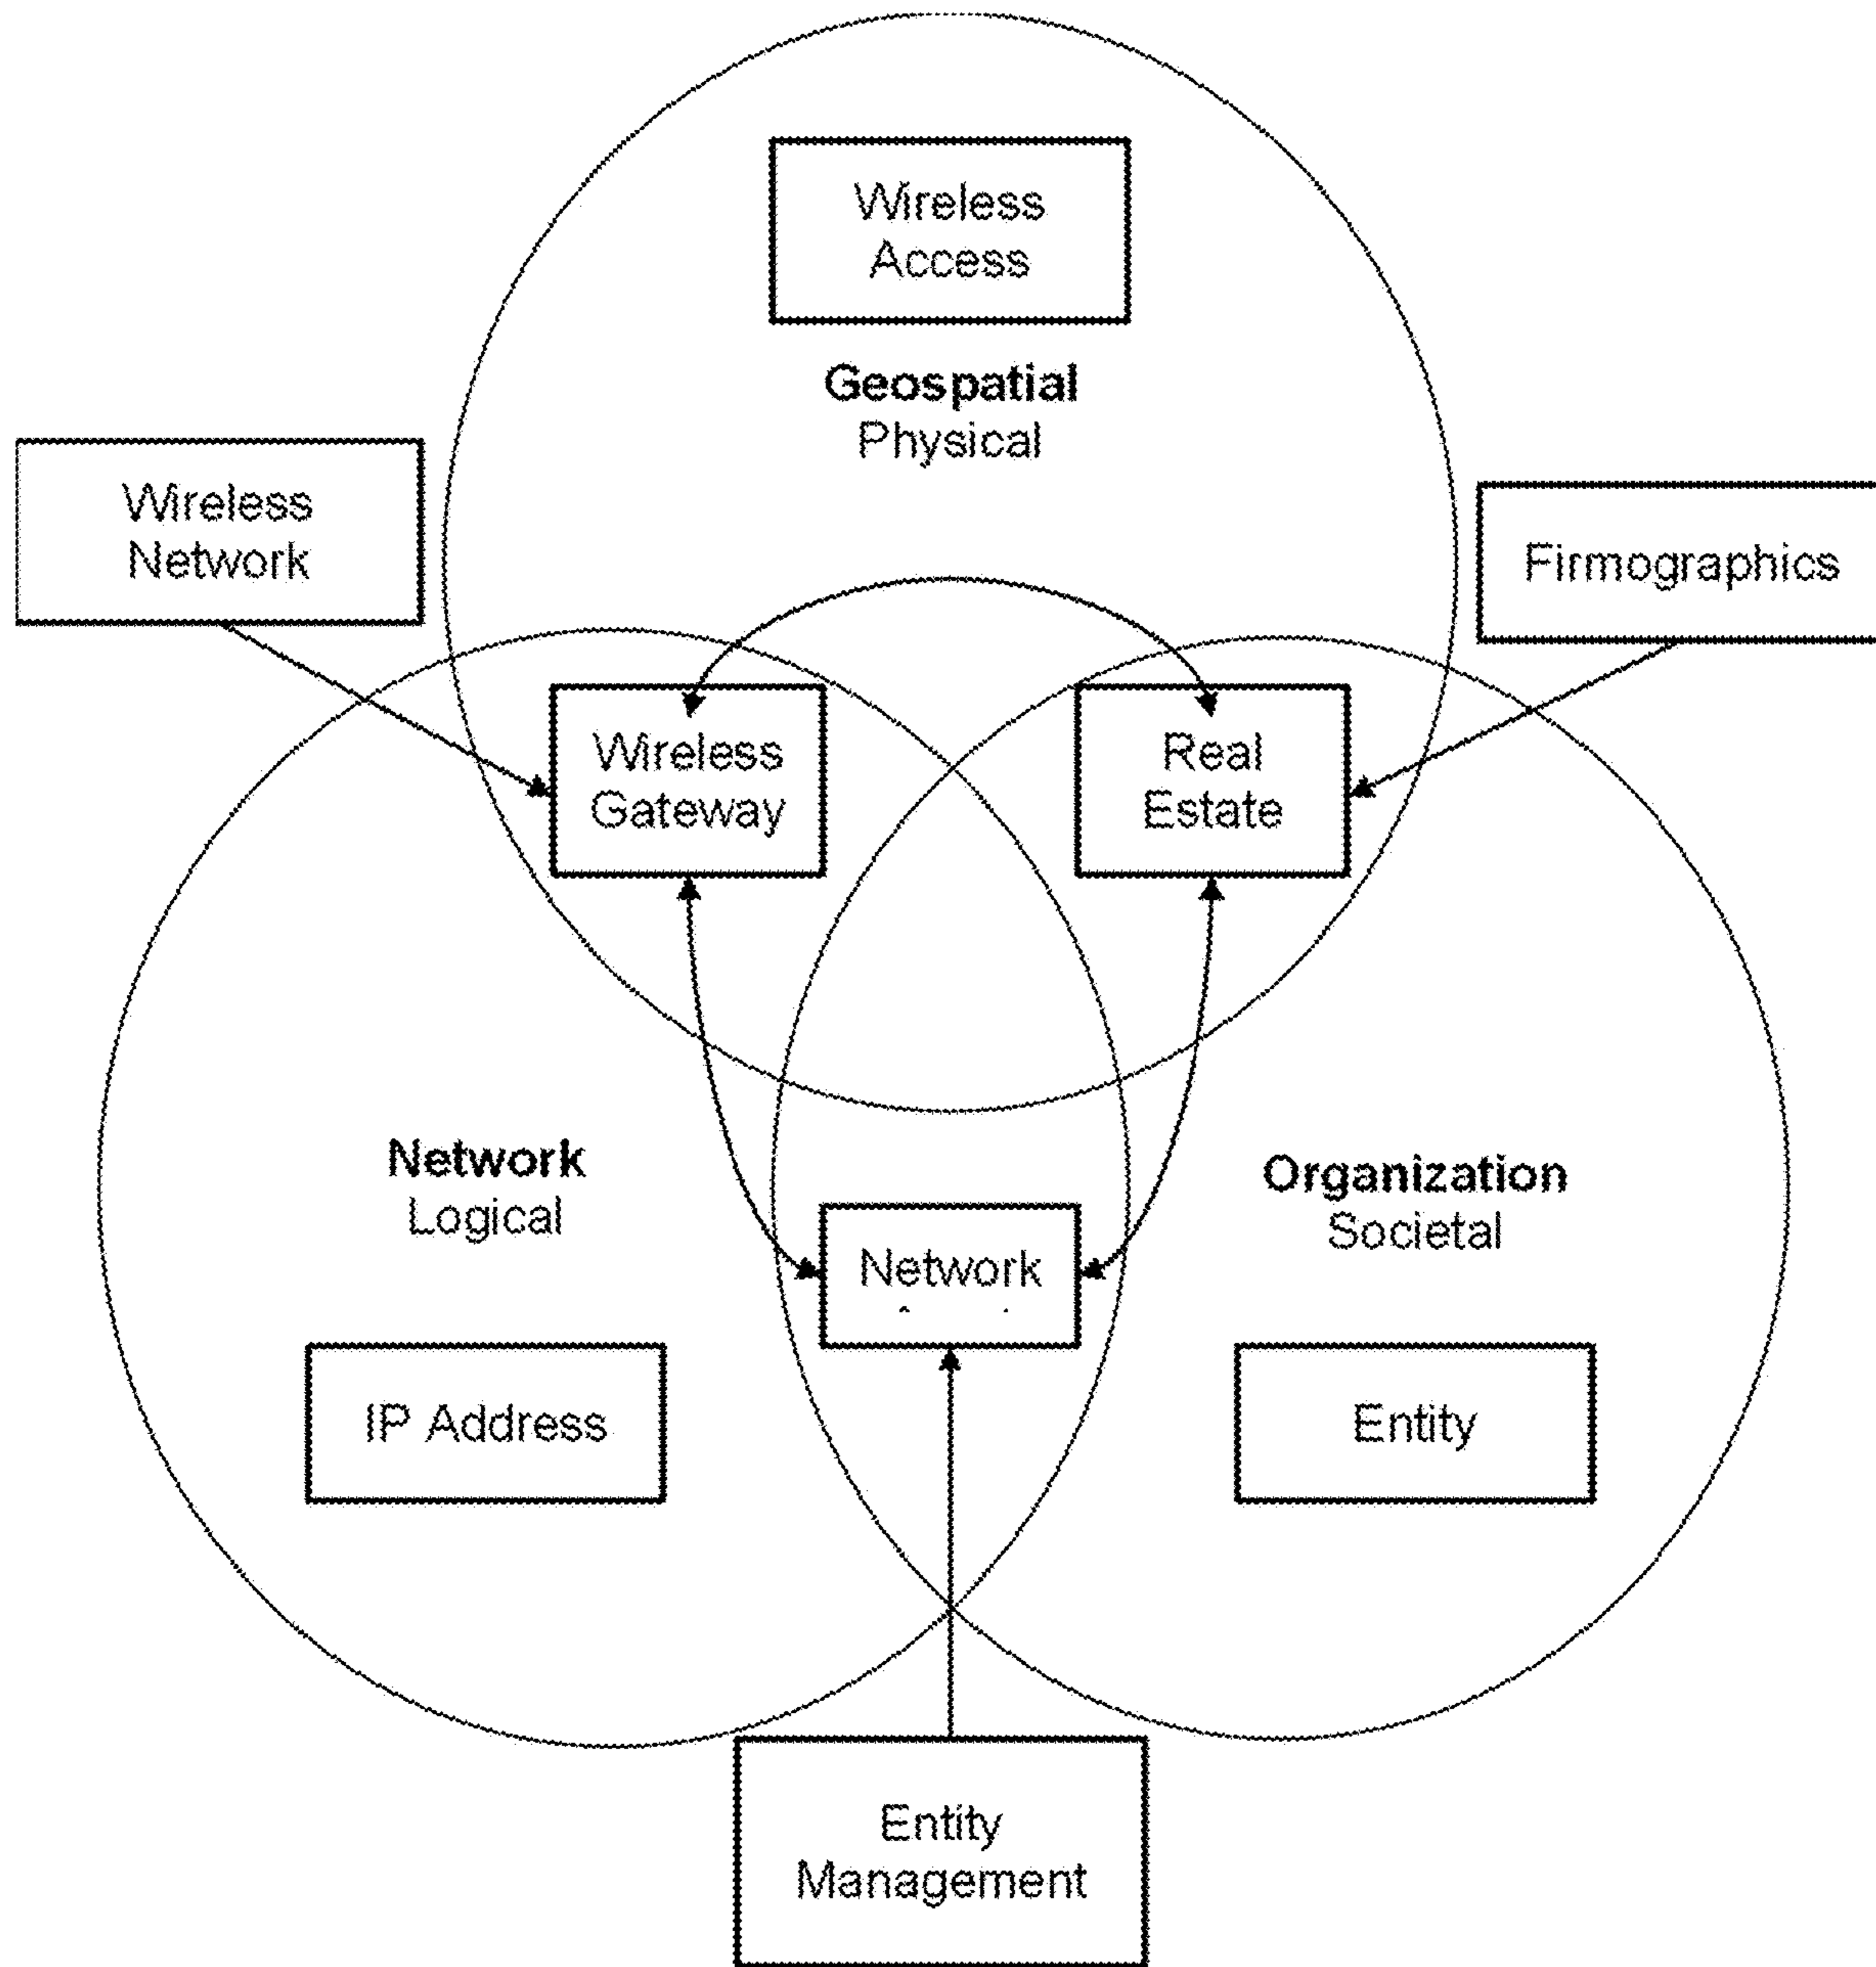 Wireless
Access
Geospatial
Physical
Wireless
Network
Firmographics
Wireless
Gateway
Real
Estate
Network
Logical
Organization
Societal
Network
IP Address
Entity
Entity
Management